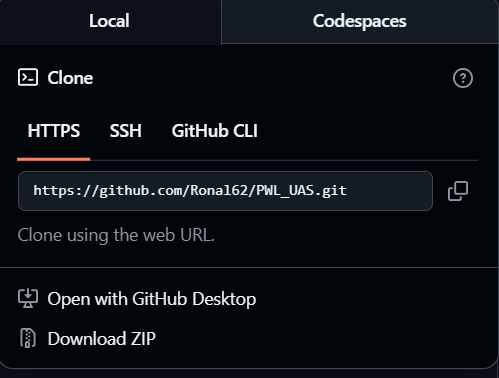 Local Codespaces
Clone
HTTPS SSH GitHub CLI
https://github.com/Ronal62/PWL_UAS.git
Clone using the web URL.
Open with GitHub Desktop
Download ZIP